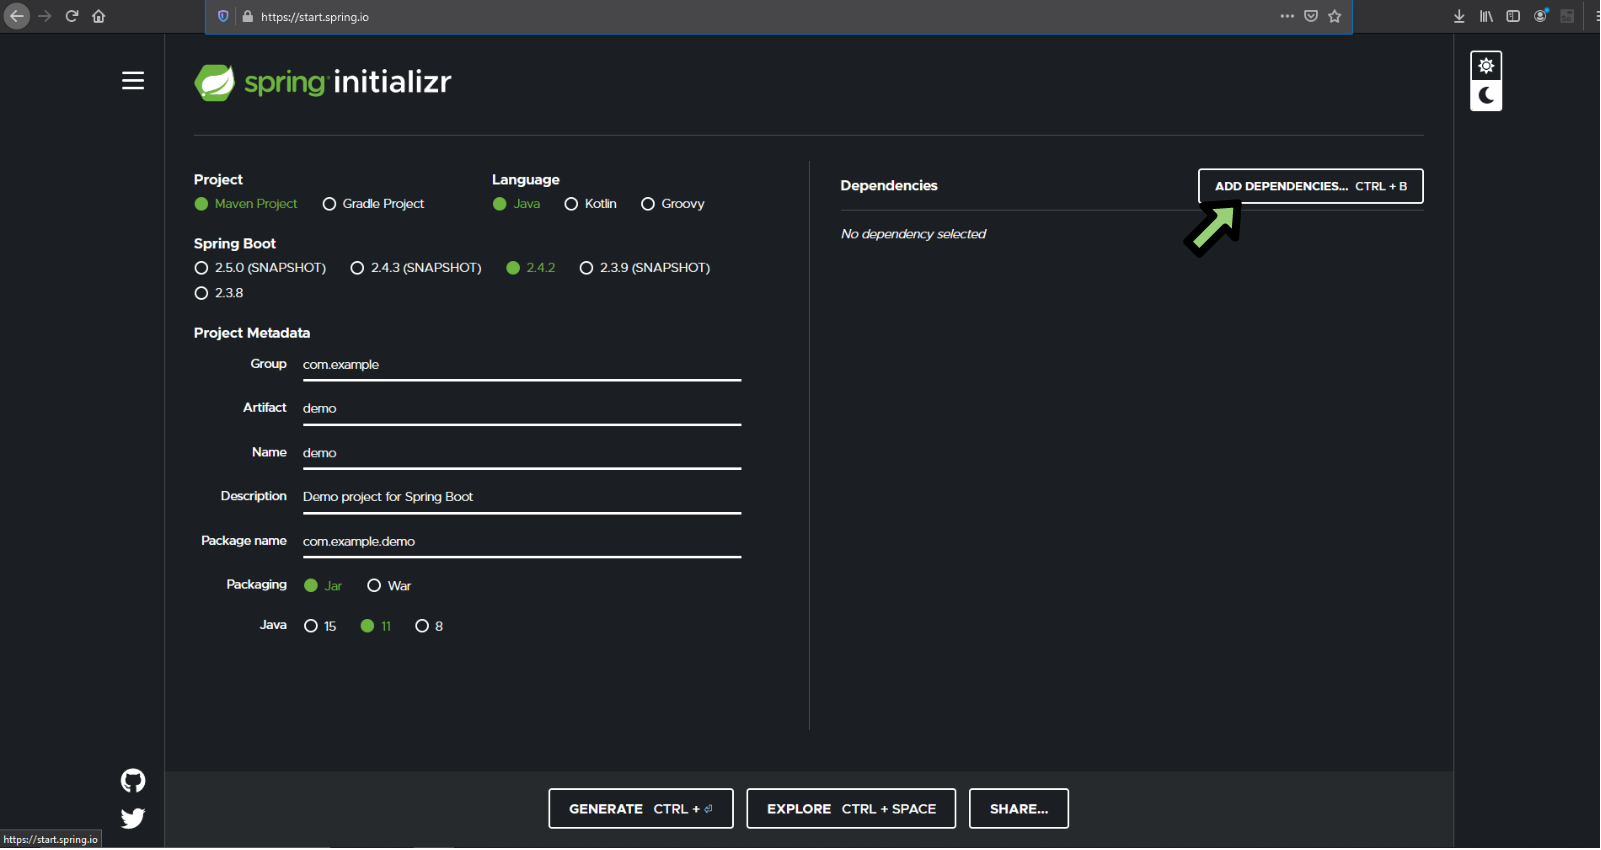 https://start.spring.io
spring initializr
Project
Maven Project Gradle Project
Language
Java Kotlin Groovy
Spring Boot
2.5.0 (SNAPSHOT) 2.4.3 (SNAPSHOT) 2.4.2 2.3.9 (SNAPSHOT)
2.3.8
Project Metadata
Group com.example
Artifact demo
Name demo
Description Demo project for Spring Boot
Package name com.example.demo
Packaging Jar War
Java 15 11 8
Dependencies
ADD DEPENDENCIES... CTRL + B
No dependency selected
GENERATE CTRL + ⏎
EXPLORE CTRL + SPACE
SHARE...
https://start.spring.io